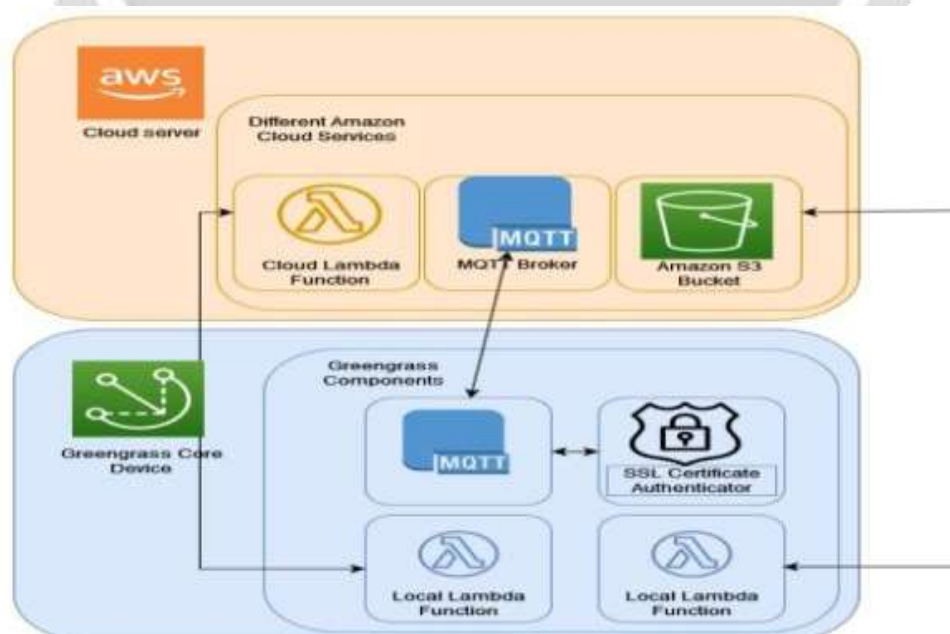 aws
Cloud server
Different Amazon
Cloud Services
MQTT
Cloud Lambda
Function
MQTT Broker
Amazon S3
Bucket
Greengrass
Components
Greengrass Core
Device
MQTT
SSL Certificate
Authenticator
Local Lambda
Function
Local Lambda
Function